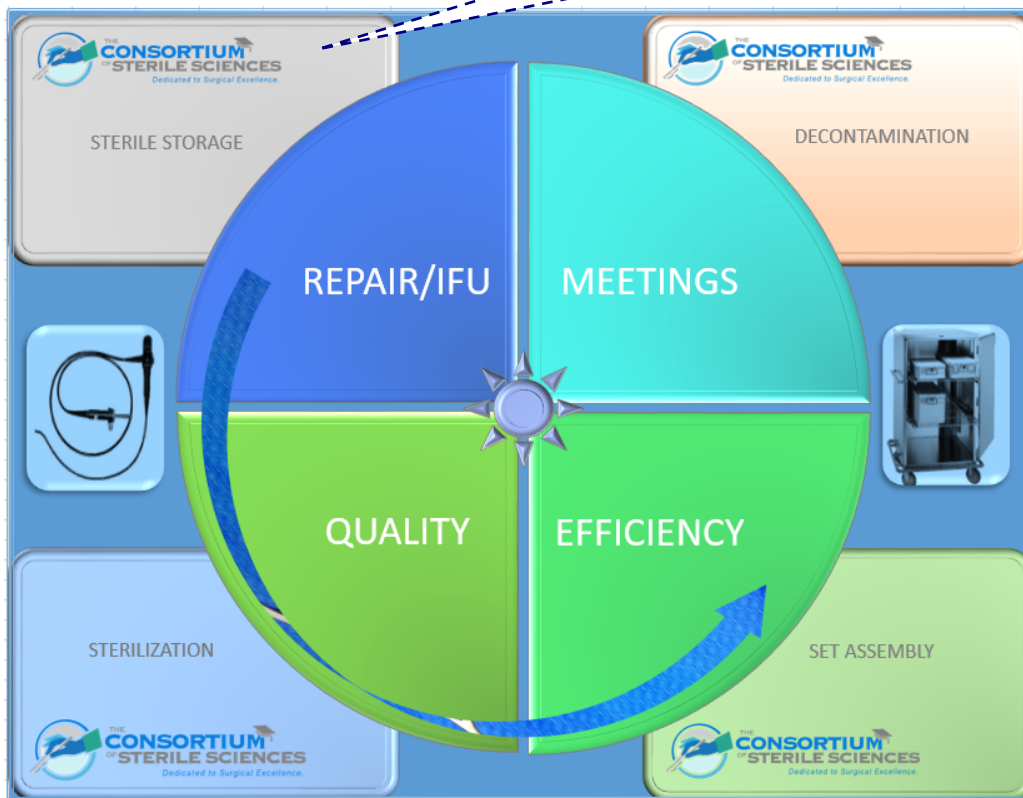 THE
CONSORTIUM
OF STERILE SCIENCES
Dedicated to Surgical Excellence.
STERILE STORAGE
THE
CONSORTIUM
OF STERILE SCIENCES
Dedicated to Surgical Excellence.
DECONTAMINATION
REPAIR/IFU
MEETINGS
QUALITY
EFFICIENCY
STERILIZATION
THE
CONSORTIUM
OF STERILE SCIENCES
Dedicated to Surgical Excellence.
SET ASSEMBLY
THE
CONSORTIUM
OF STERILE SCIENCES
Dedicated to Surgical Excellence.